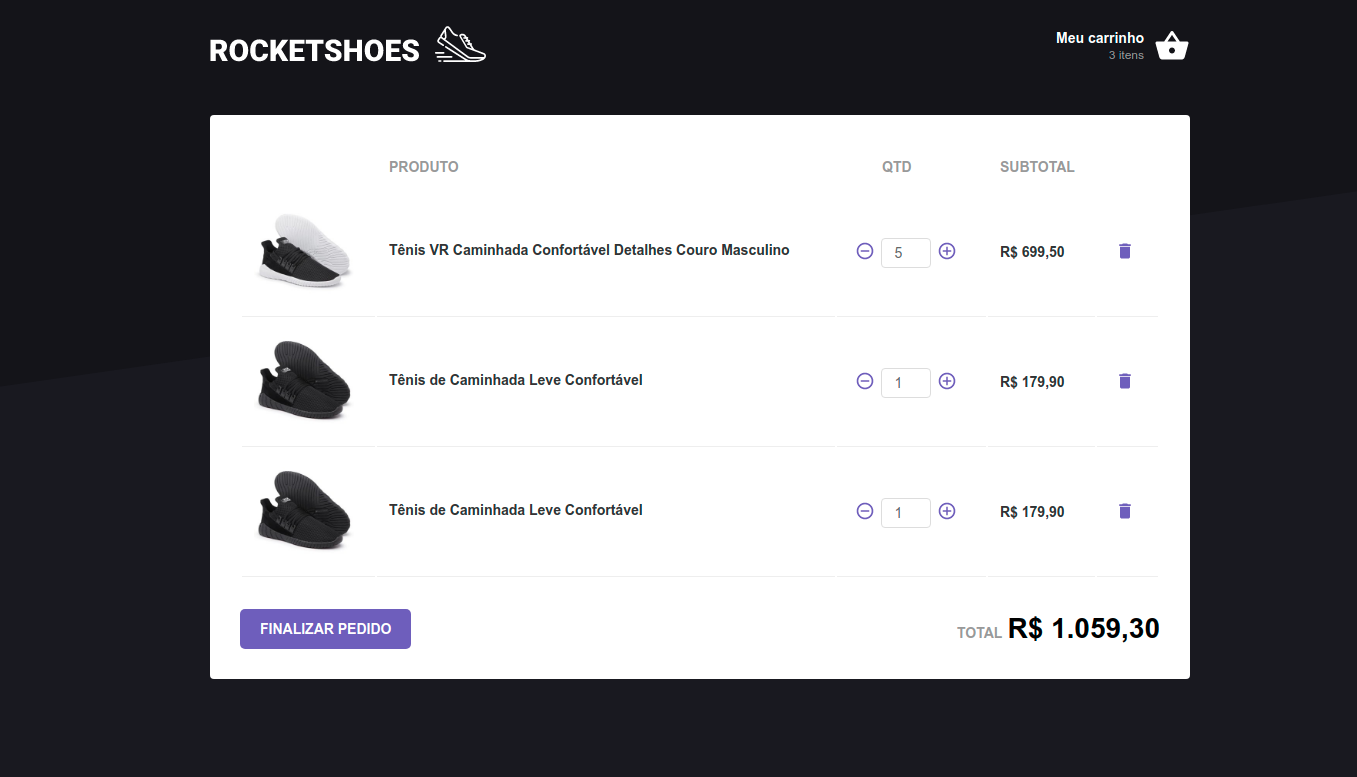 ROCKETSHOES
Meu carrinho
3 itens
PRODUTO QTD SUBTOTAL
Tênis VR Caminhada Confortável Detalhes Couro Masculino 5 R$ 699,50
Tênis de Caminhada Leve Confortável 1 R$ 179,90
Tênis de Caminhada Leve Confortável 1 R$ 179,90
FINALIZAR PEDIDO TOTAL R$ 1.059,30